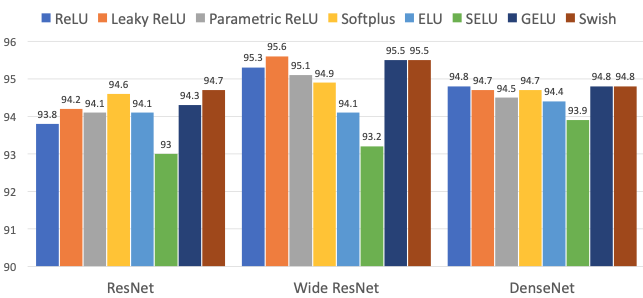 ReLU Leaky ReLU Parametric ReLU Softplus ELU SELU GELU Swish
96
95
94
93
92
91
90
93.8 94.2 94.1 94.6 94.1 93 94.3 94.7
95.3 95.6 95.1 94.9 94.1 93.2 95.5 95.5
94.8 94.7 94.5 94.7 94.4 93.9 94.8 94.8
ResNet Wide ResNet DenseNet